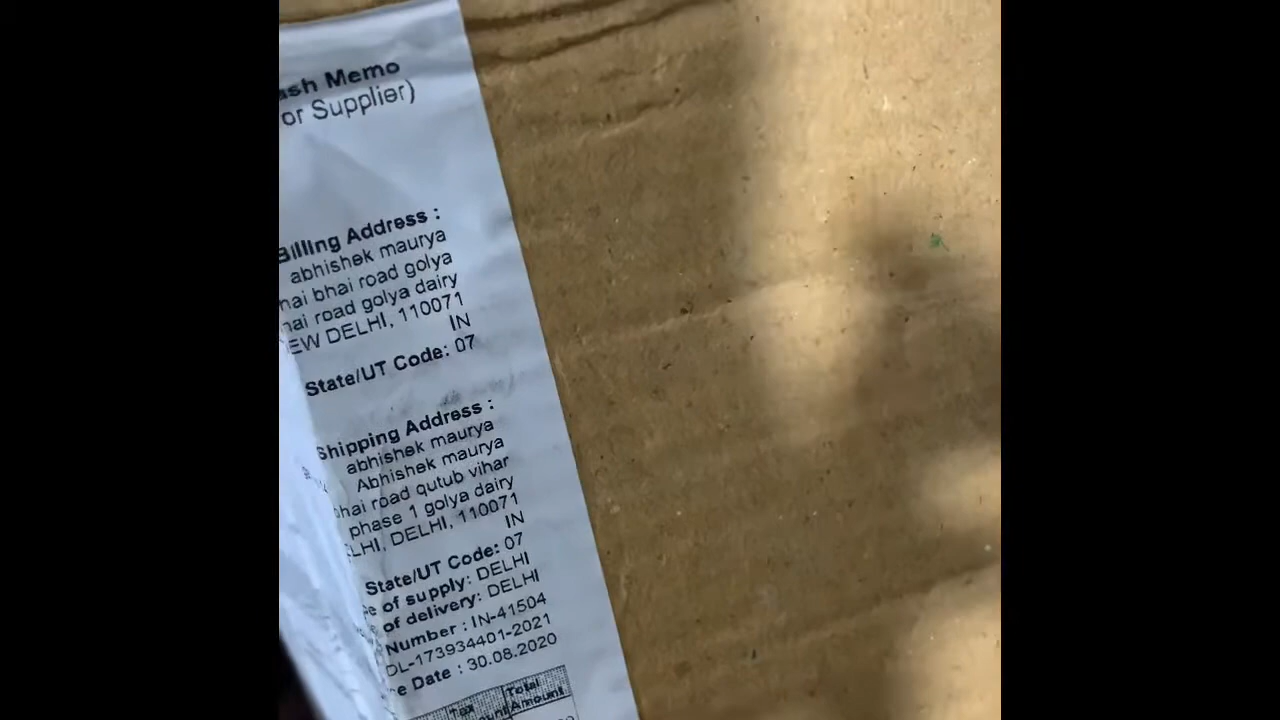 ash Memo
or Supplier)
Billing Address :
abhishek maurya
hai bhai road golya
hai road golya dairy
EW DELHI, 110071
IN
State/UT Code: 07
Shipping Address :
abhishek maurya
Abhishek maurya
bhai road qutub vihar
phase 1 golya dairy
LHI, DELHI, 110071
IN
State/UT Code: 07
e of supply: DELHI
of delivery: DELHI
Number : IN-41504
DL-173934401-2021
e Date : 30.08.2020
Tax Total
unt Amount